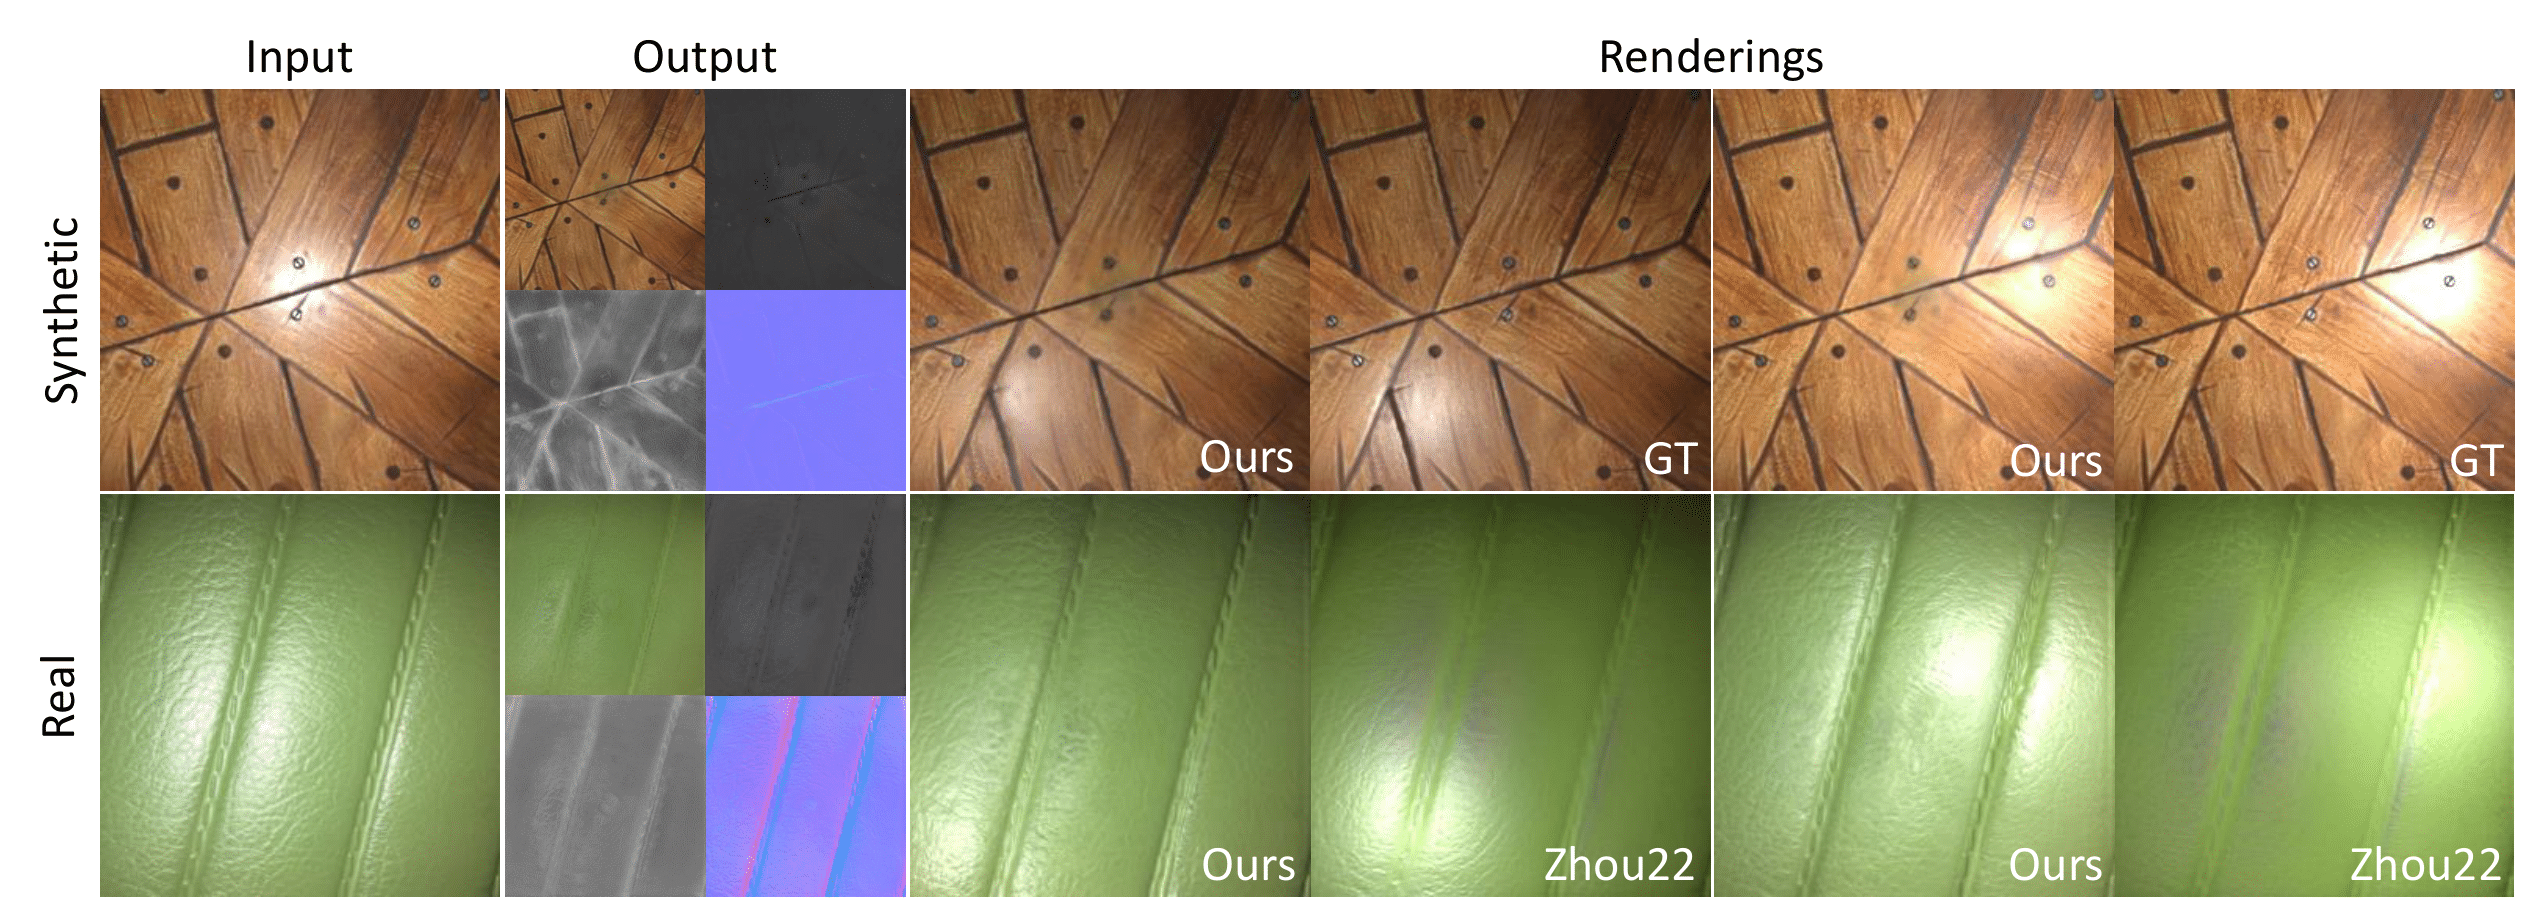 Input
Output
Renderings
Synthetic
Ours
GT
Ours
GT
Real
Ours
Zhou22
Ours
Zhou22